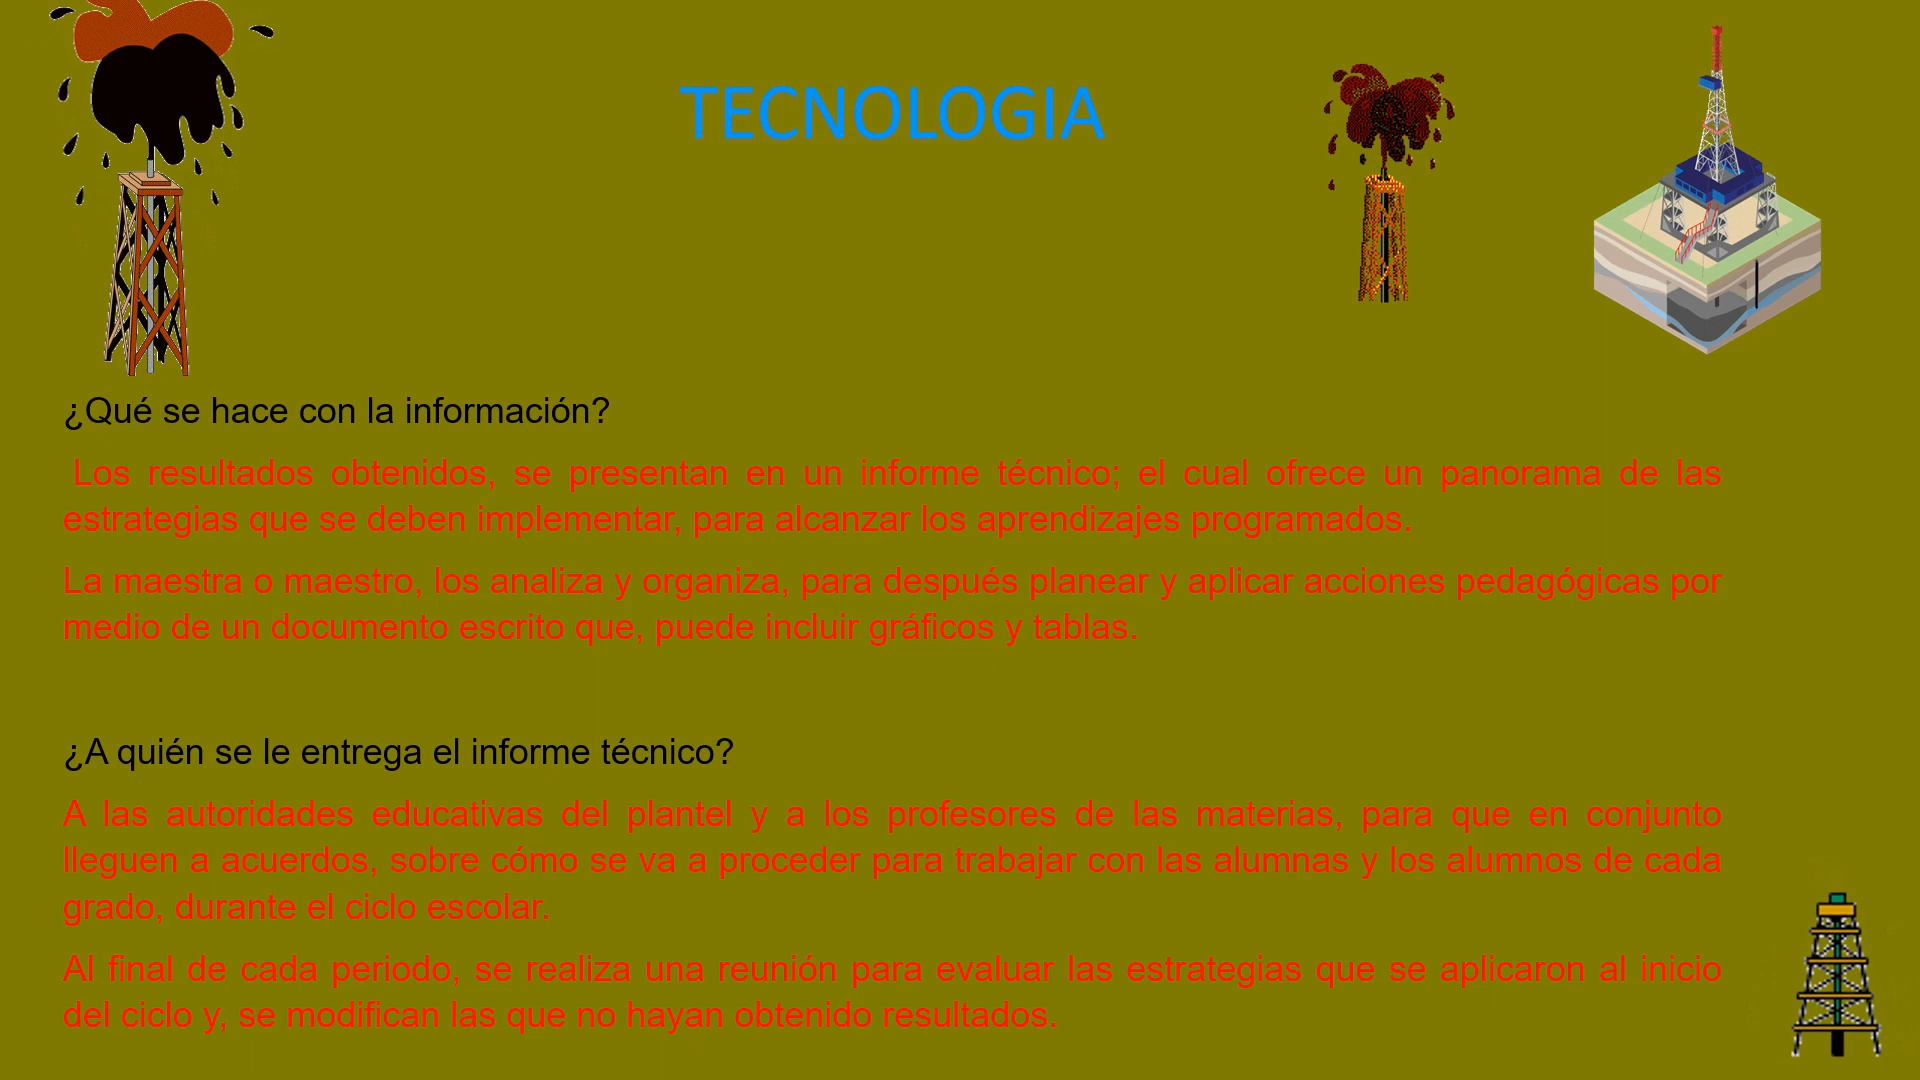 TECNOLOGIA
¿Qué se hace con la información?
Los resultados obtenidos, se presentan en un informe técnico; el cual ofrece un panorama de las
estrategias que se deben implementar, para alcanzar los aprendizajes programados.
La maestra o maestro, los analiza y organiza, para después planear y aplicar acciones pedagógicas por
medio de un documento escrito que, puede incluir gráficos y tablas.
¿A quién se le entrega el informe técnico?
A las autoridades educativas del plantel y a los profesores de las materias, para que en conjunto
lleguen a acuerdos, sobre cómo se va a proceder para trabajar con las alumnas y los alumnos de cada
grado, durante el ciclo escolar.
Al final de cada periodo, se realiza una reunión para evaluar las estrategias que se aplicaron al inicio
del ciclo y, se modifican las que no hayan obtenido resultados.